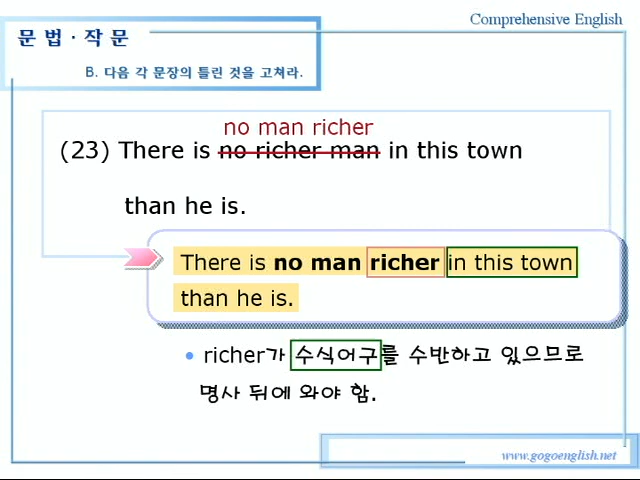 Comprehensive English
문 법 · 작 문
B. 다음 각 문장의 틀린 것을 고쳐라.
no man richer
(23) There is no richer man in this town
than he is.
There is no man richer in this town
than he is.
• richer가 수식어구를 수반하고 있으므로
명사 뒤에 와야 함.
www.gogoenglish.net